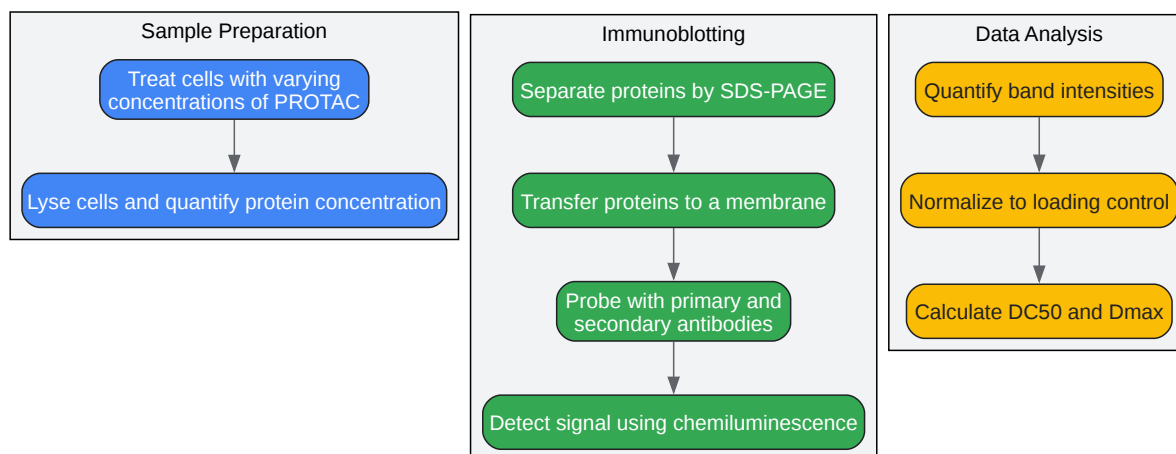 Sample Preparation
Treat cells with varying
concentrations of PROTAC
Lyse cells and quantify protein concentration
Immunoblotting
Separate proteins by SDS-PAGE
Transfer proteins to a membrane
Probe with primary and
secondary antibodies
Detect signal using chemiluminescence
Data Analysis
Quantify band intensities
Normalize to loading control
Calculate DC50 and Dmax